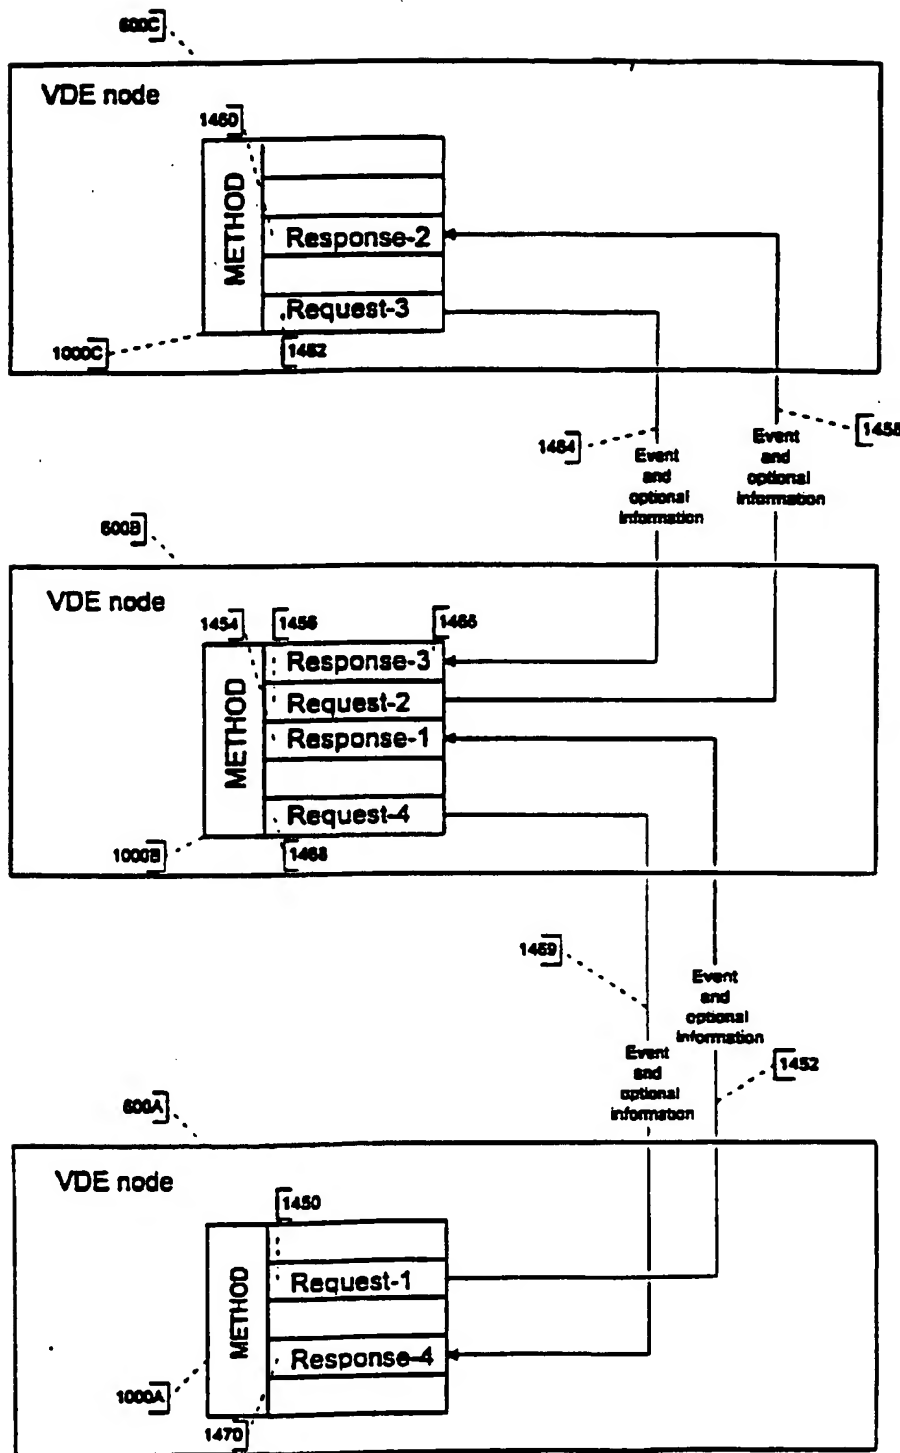 600C
VDE node
1460
METHOD
Response-2
Request-3
1000C
1462
1464
Event
and
optional
information
Event
and
optional
information
1458
600B
VDE node
1454
1456
1466
METHOD
Response-3
Request-2
Response-1
Request-4
1000B
1468
1469
Event
and
optional
information
Event
and
optional
information
1452
600A
VDE node
1450
METHOD
Request-1
Response-4
1000A
1470